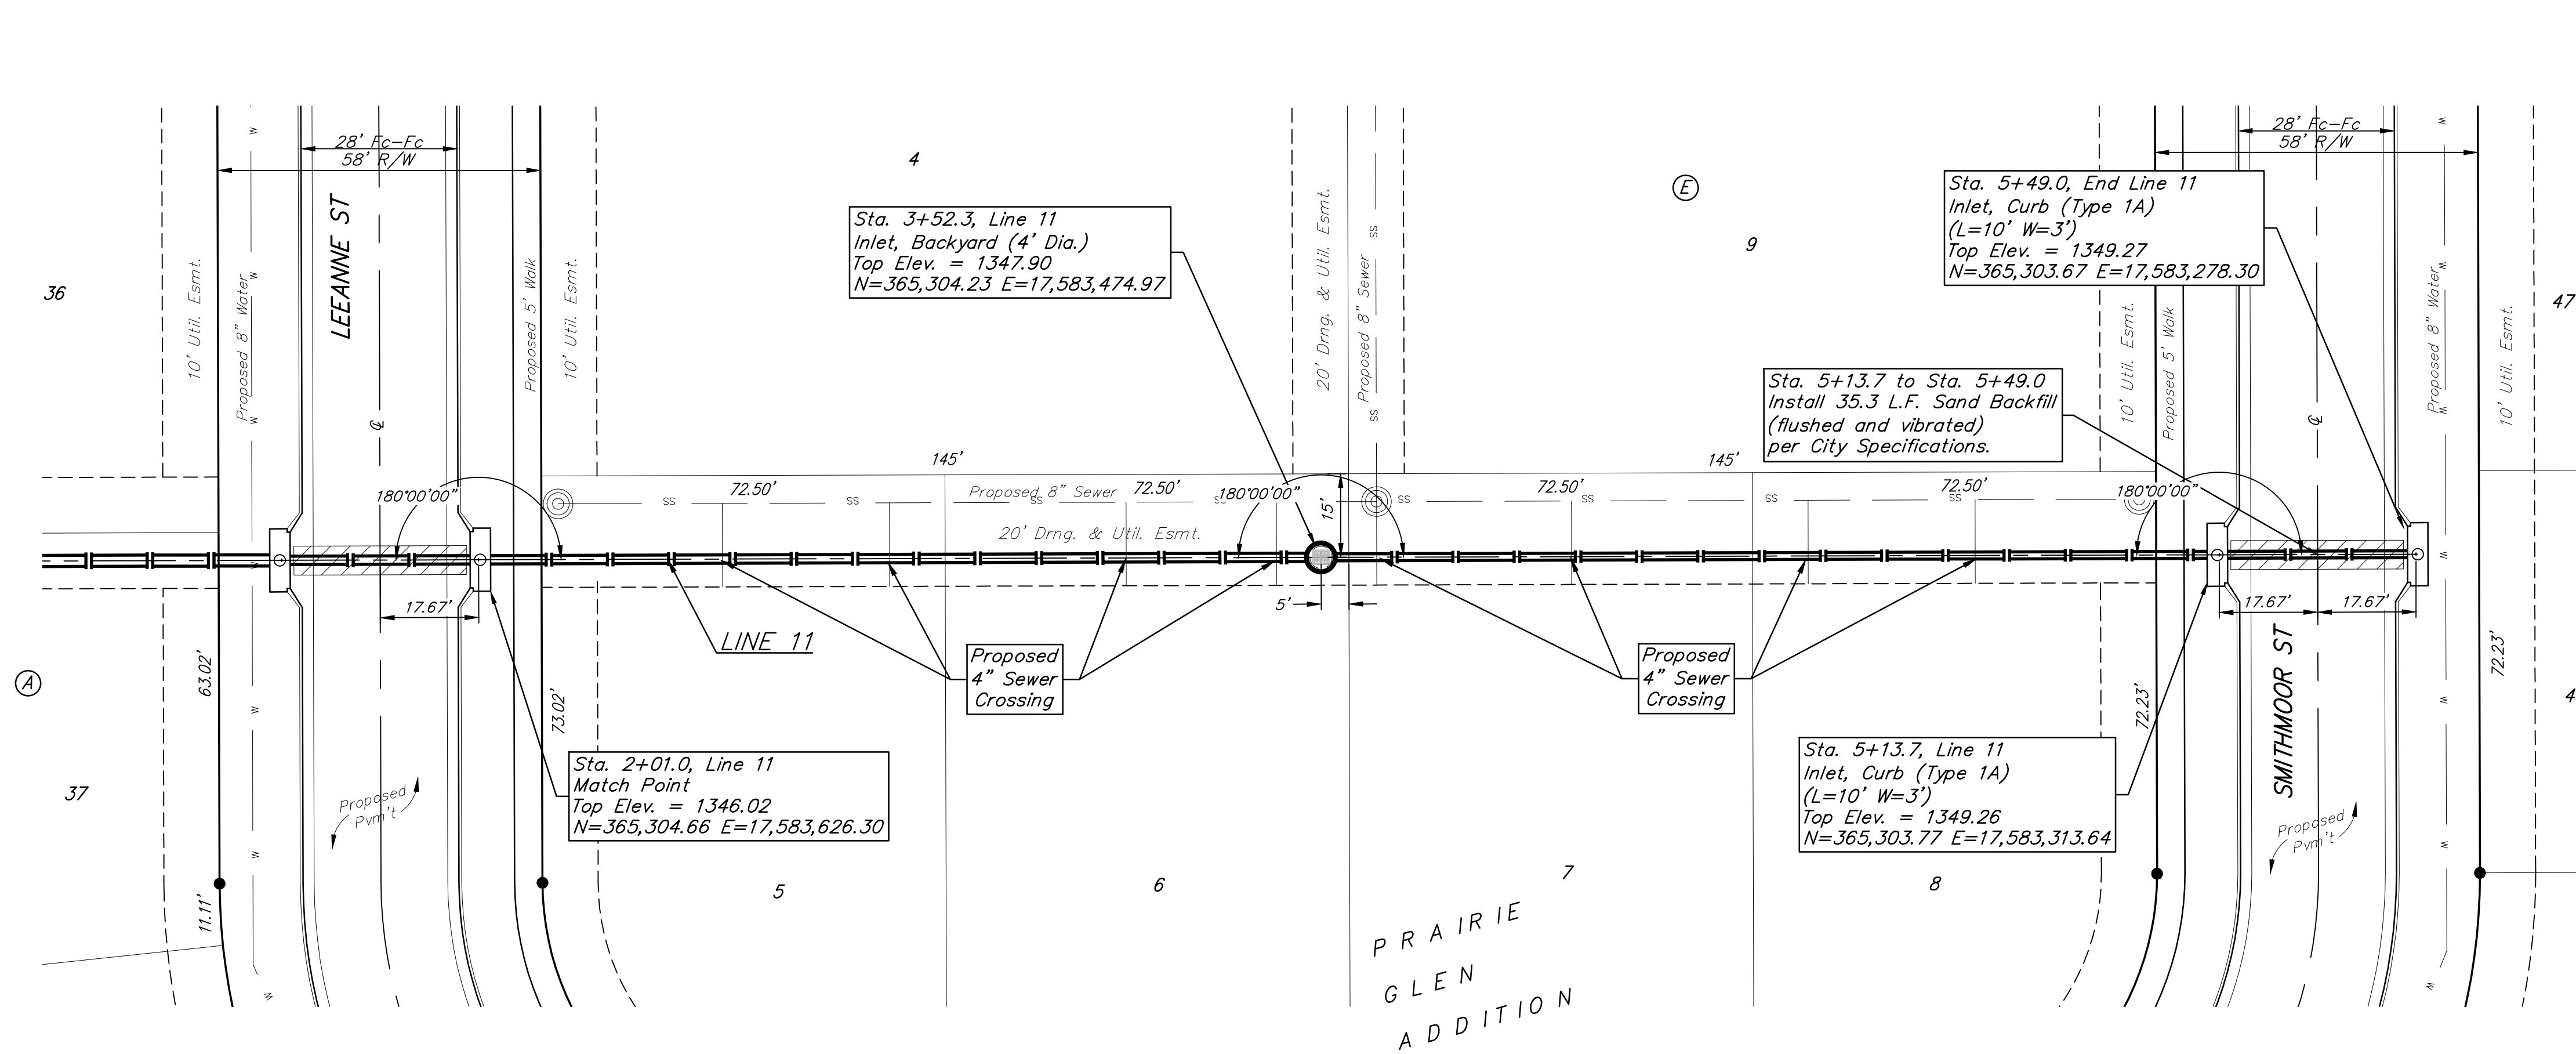 28' Fc-Fc
58' R/W
28' Fc-Fc
58' R/W
4
E
9
36
47
LEEANNE ST
10' Util. Esmt.
Proposed 8" Water
W
W
W
W
W
W
W
W
℄
Proposed 5' Walk
10' Util. Esmt.
Sta. 3+52.3, Line 11
Inlet, Backyard (4' Dia.)
Top Elev. = 1347.90
N=365,304.23 E=17,583,474.97
20' Drng. & Util. Esmt.
Proposed 8" Sewer
SS
SS
Sta. 5+49.0, End Line 11
Inlet, Curb (Type 1A)
(L=10' W=3')
Top Elev. = 1349.27
N=365,303.67 E=17,583,278.30
Sta. 5+13.7 to Sta. 5+49.0
Install 35.3 L.F. Sand Backfill
(flushed and vibrated)
per City Specifications.
10' Util. Esmt.
Proposed 5' Walk
℄
Proposed 8" Water
W
W
W
W
W
W
W
W
10' Util. Esmt.
145'
145'
180°00'00"
SS
72.50'
SS
Proposed 8" Sewer
SS
72.50'
180°00'00"
SS
72.50'
SS
SS
72.50'
SS
180°00'00"
20' Drng. & Util. Esmt.
15'
5'
17.67'
17.67'
17.67'
LINE 11
Proposed
4" Sewer
Crossing
Proposed
4" Sewer
Crossing
A
63.02'
73.02'
72.23'
72.23'
SMITHMOOR ST
4
Sta. 2+01.0, Line 11
Match Point
Top Elev. = 1346.02
N=365,304.66 E=17,583,626.30
Sta. 5+13.7, Line 11
Inlet, Curb (Type 1A)
(L=10' W=3')
Top Elev. = 1349.26
N=365,303.77 E=17,583,313.64
37
Proposed
Pvm't
Proposed
Pvm't
11.11'
5
6
7
8
PRAIRIE
GLEN
ADDITION